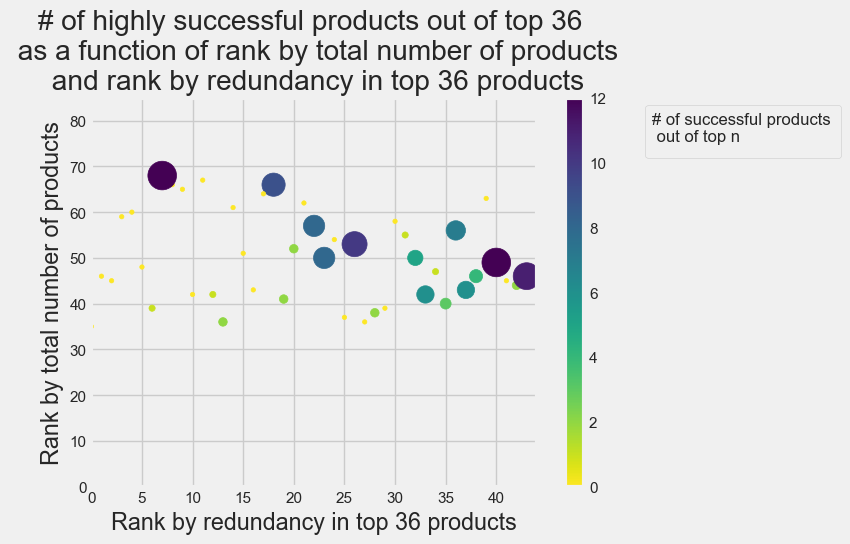 # of highly successful products out of top 36
as a function of rank by total number of products
and rank by redundancy in top 36 products
Rank by total number of products
80
70
60
50
40
30
20
10
0
0 5 10 15 20 25 30 35 40
Rank by redundancy in top 36 products
12
10
8
6
4
2
0
# of successful products
out of top n